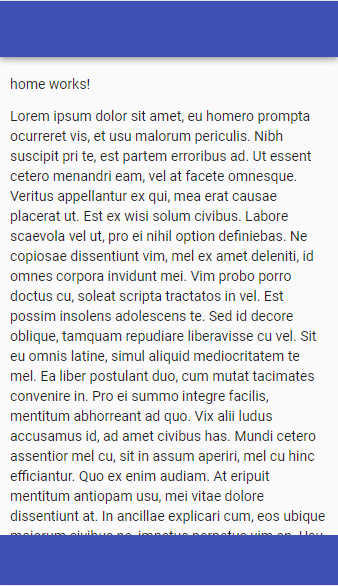 home works!
Lorem ipsum dolor sit amet, eu homero prompta
ocurreret vis, et usu malorum periculis. Nibh
suscipit pri te, est partem erroribus ad. Ut essent
cetero menandri eam, vel at facete omnesque.
Veritus appellantur ex qui, mea erat causae
placerat ut. Est ex wisi solum civibus. Labore
scaevola vel ut, pro ei nihil option definiebas. Ne
copiosae dissentiunt vim, mel ex amet deleniti, id
omnes corpora invidunt mei. Vim probo porro
doctus cu, soleat scripta tractatos in vel. Est
possim insolens adolescens te. Sed id decore
oblique, tamquam repudiare liberavisse cu vel. Sit
eu omnis latine, simul aliquid mediocritatem te
mel. Ea liber postulant duo, cum mutat tacimates
convenire in. Pro ei summo integre facilis,
mentitum abhorreant ad quo. Vix alii ludus
accusamus id, ad amet civibus has. Mundi cetero
assentior mel cu, sit in assum aperiri, mel cu hinc
efficiantur. Quo ex enim audiam. At eripuit
mentitum antiopam usu, mei vitae dolore
dissentiunt at. In ancillae explicari cum, eos ubique